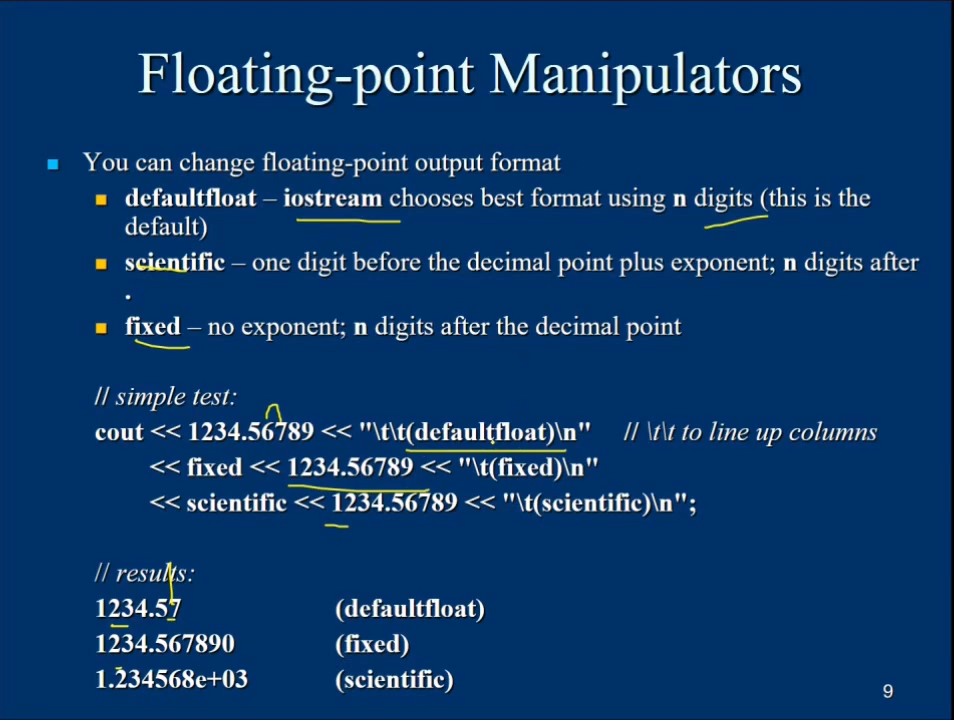 Floating-point Manipulators
You can change floating-point output format
defaultfloat – iostream chooses best format using n digits (this is the
default)
scientific – one digit before the decimal point plus exponent; n digits after
.
fixed – no exponent; n digits after the decimal point
// simple test:
cout << 1234.56789 << "\t\t(defaultfloat)\n" // \t\t to line up columns
<< fixed << 1234.56789 << "\t(fixed)\n"
<< scientific << 1234.56789 << "\t(scientific)\n";
// results:
1234.57 (defaultfloat)
1234.567890 (fixed)
1.234568e+03 (scientific)
9